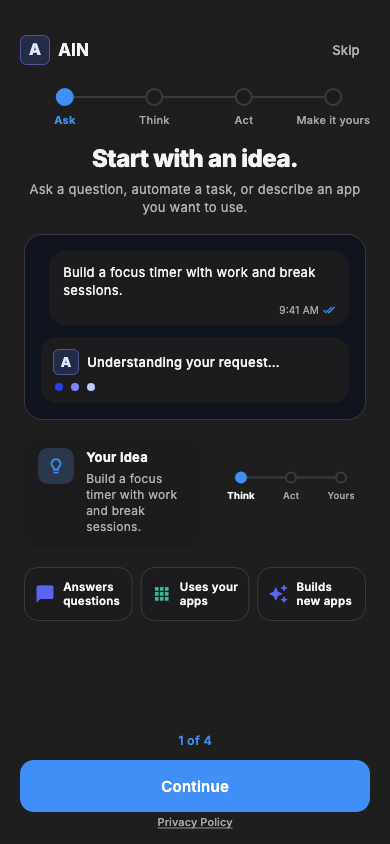 A AIN
Skip
Ask Think Act Make it yours
Start with an idea.
Ask a question, automate a task, or describe an app
you want to use.
Build a focus timer with work and break
sessions.
9:41 AM
A Understanding your request...
Your idea
Build a focus
timer with work
and break
sessions.
Think Act Yours
Answers
questions
Uses your
apps
Builds
new apps
1 of 4
Continue
Privacy Policy